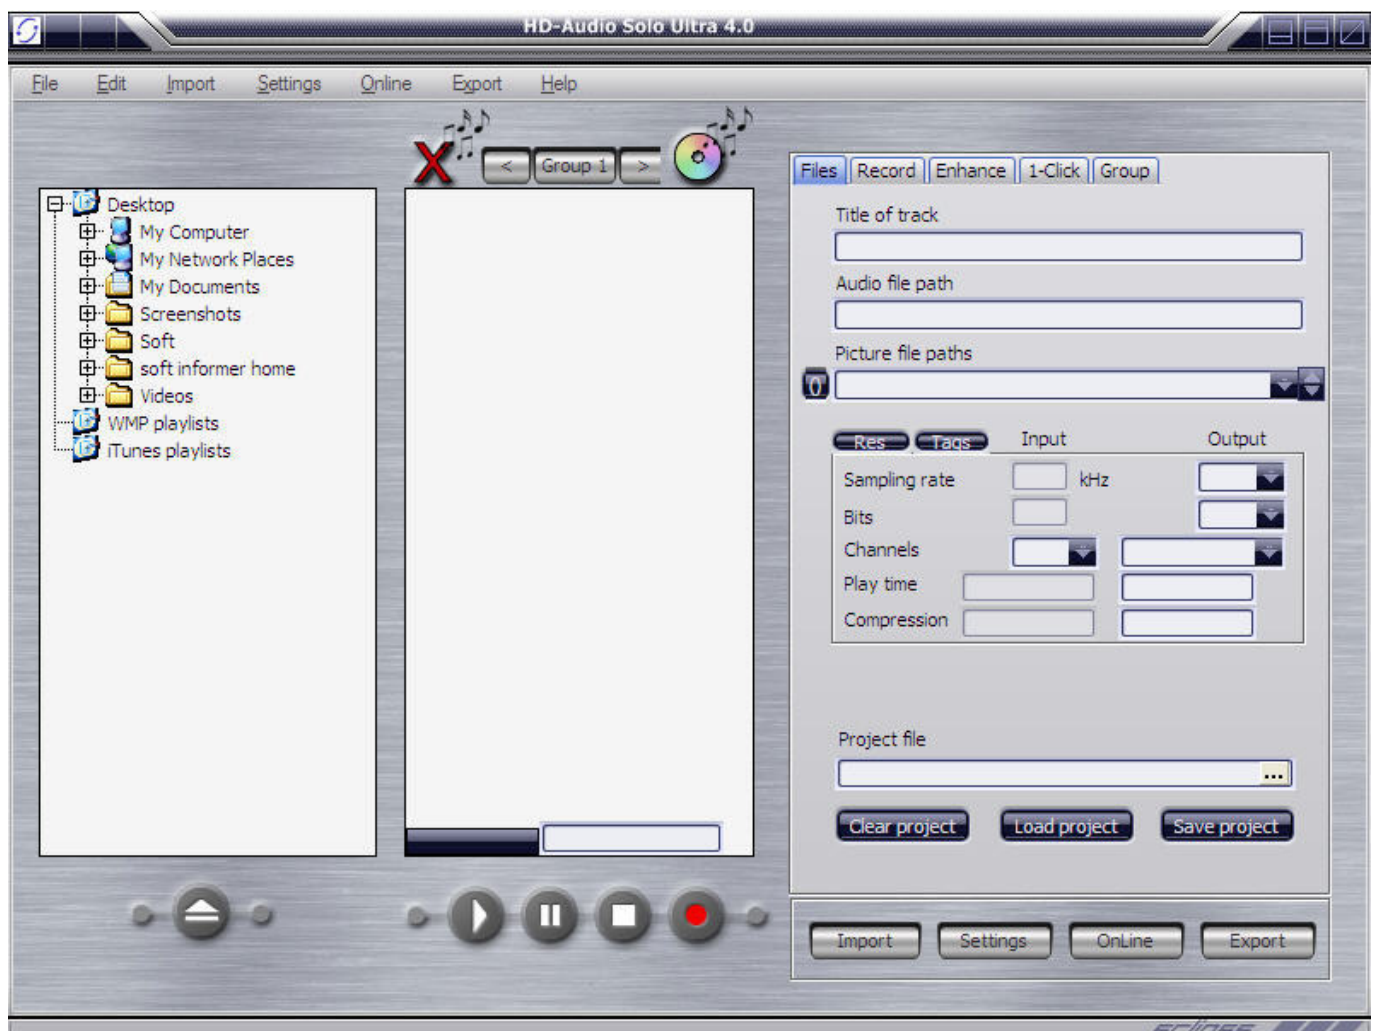 HD-Audio Solo Ultra 4.0
File Edit Import Settings Online Export Help
< Group 1 >
Files Record Enhance 1-Click Group
Desktop
My Computer
My Network Places
My Documents
Screenshots
Soft
soft informer home
Videos
WMP playlists
iTunes playlists
Title of track
Audio file path
Picture file paths
0
Res Tags Input Output
Sampling rate kHz
Bits
Channels
Play time
Compression
Project file
...
Clear project Load project Save project
Import Settings OnLine Export